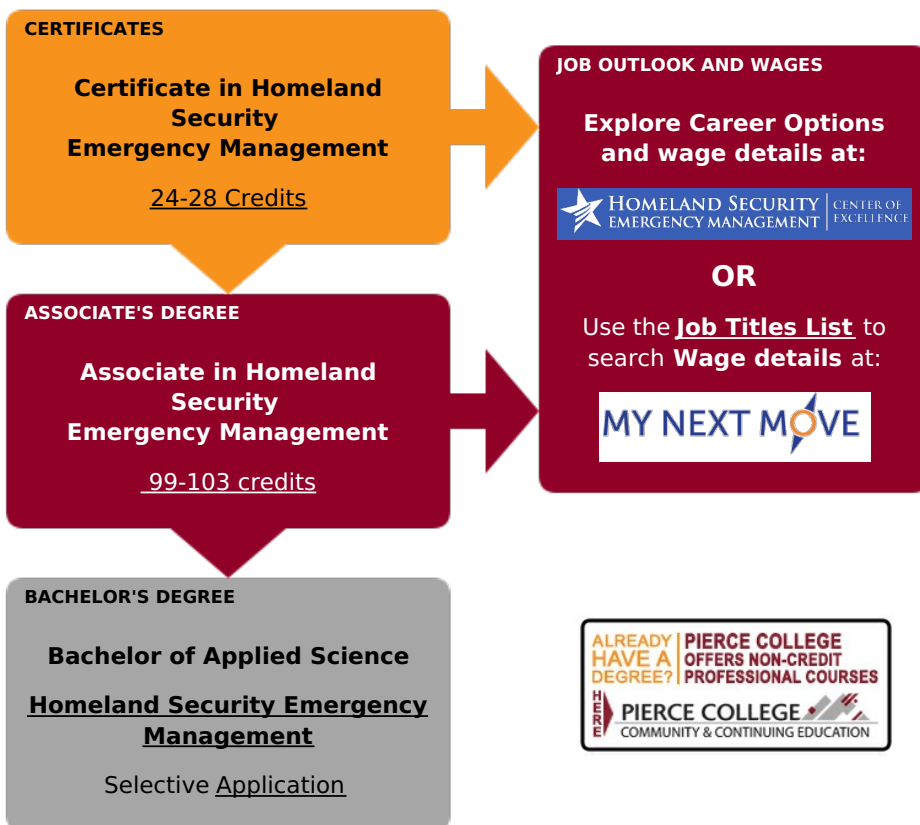 CERTIFICATES
Certificate in Homeland
Security
Emergency Management
24-28 Credits
JOB OUTLOOK AND WAGES
Explore Career Options
and wage details at:
HOMELAND SECURITY
EMERGENCY MANAGEMENT
CENTER OF
EXCELLENCE
OR
Use the Job Titles List to
search Wage details at:
MY NEXT MOVE
ASSOCIATE'S DEGREE
Associate in Homeland
Security
Emergency Management
99-103 credits
BACHELOR'S DEGREE
Bachelor of Applied Science
Homeland Security Emergency
Management
Selective Application
ALREADY
HAVE A
DEGREE?
PIERCE COLLEGE
OFFERS NON-CREDIT
PROFESSIONAL COURSES
HERE
PIERCE COLLEGE
COMMUNITY & CONTINUING EDUCATION